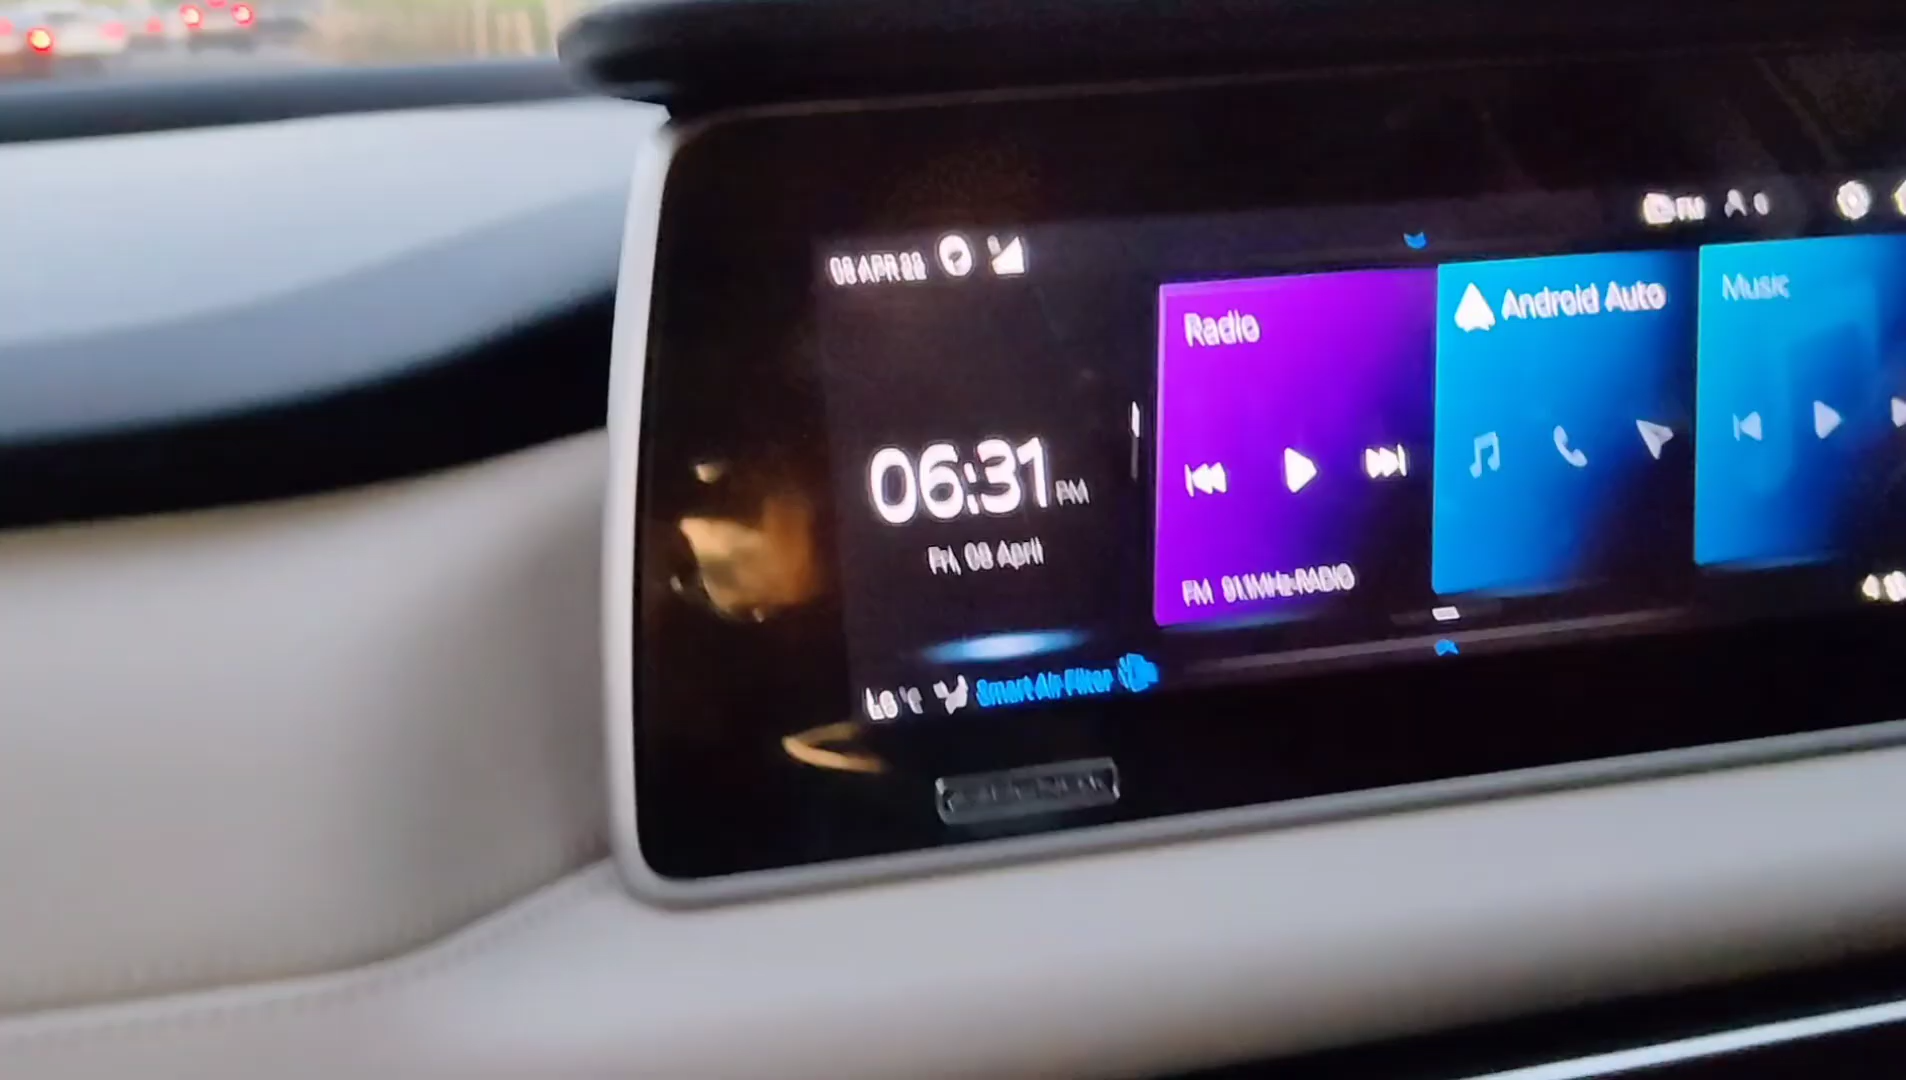 08 APR 22
FM
Radio
Android Auto
Music
06:31 PM
Fri, 08 April
FM 91.1MHz-RADIO
Smart Air Filter